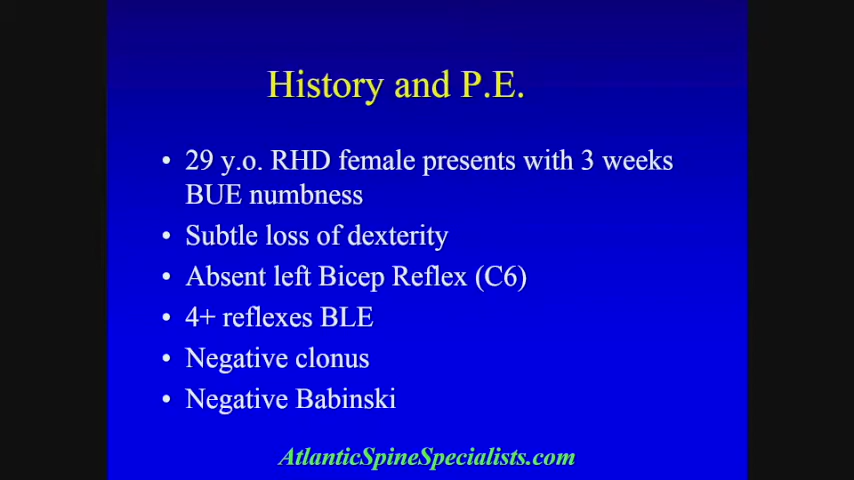 History and P.E.
• 29 y.o. RHD female presents with 3 weeks
BUE numbness
• Subtle loss of dexterity
• Absent left Bicep Reflex (C6)
• 4+ reflexes BLE
• Negative clonus
• Negative Babinski
AtlanticSpineSpecialists.com